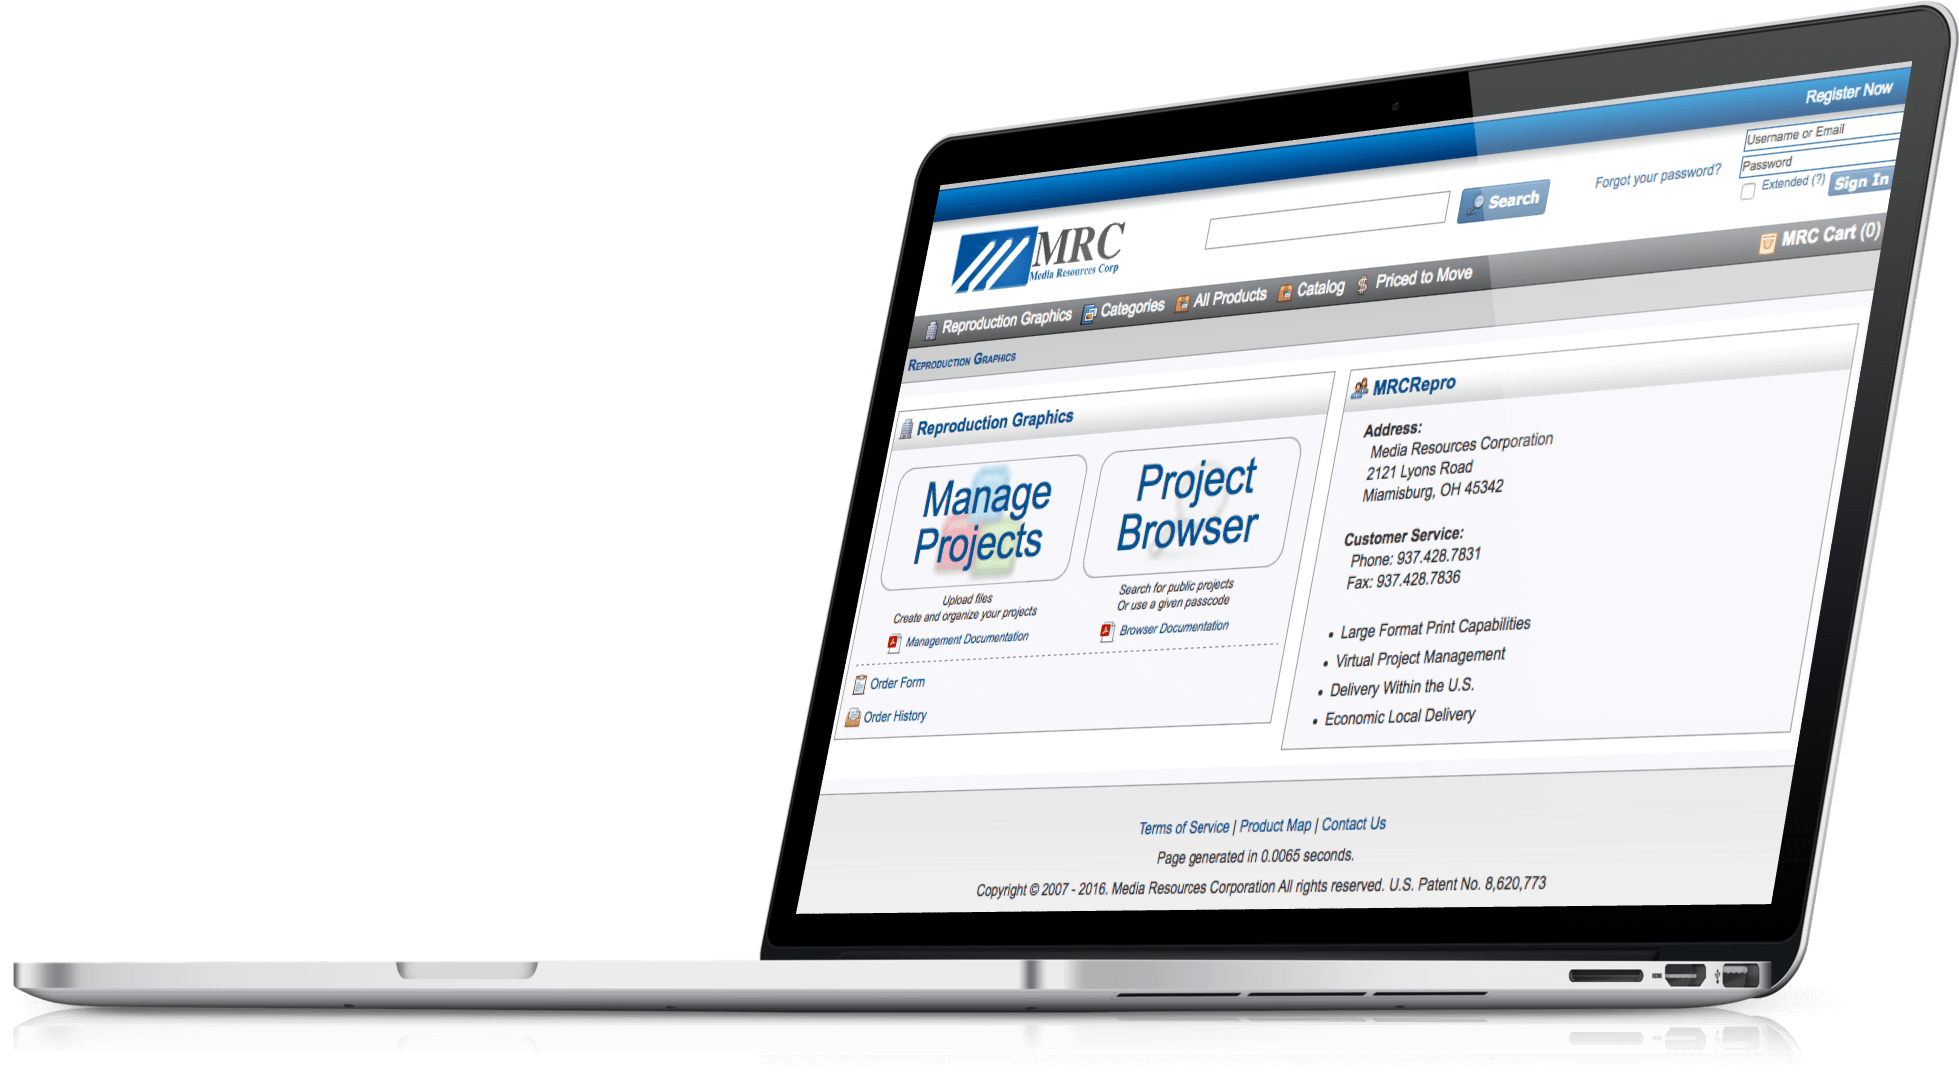 Register Now
Username or Email
Password
Forgot your password?
Extended (?)
Sign In
Search
MRC
Media Resources Corp
MRC Cart (0)
Reproduction Graphics
Categories
All Products
Catalog
$ Priced to Move
Reproduction Graphics
Reproduction Graphics
Manage
Projects
Upload files
Create and organize your projects
Management Documentation
Project
Browser
Search for public projects
Or use a given passcode
Browser Documentation
Order Form
Order History
MRCRepro
Address:
Media Resources Corporation
2121 Lyons Road
Miamisburg, OH 45342
Customer Service:
Phone: 937.428.7831
Fax: 937.428.7836
• Large Format Print Capabilities
• Virtual Project Management
• Delivery Within the U.S.
• Economic Local Delivery
Terms of Service | Product Map | Contact Us
Page generated in 0.0065 seconds.
Copyright © 2007 - 2016. Media Resources Corporation All rights reserved. U.S. Patent No. 8,620,773